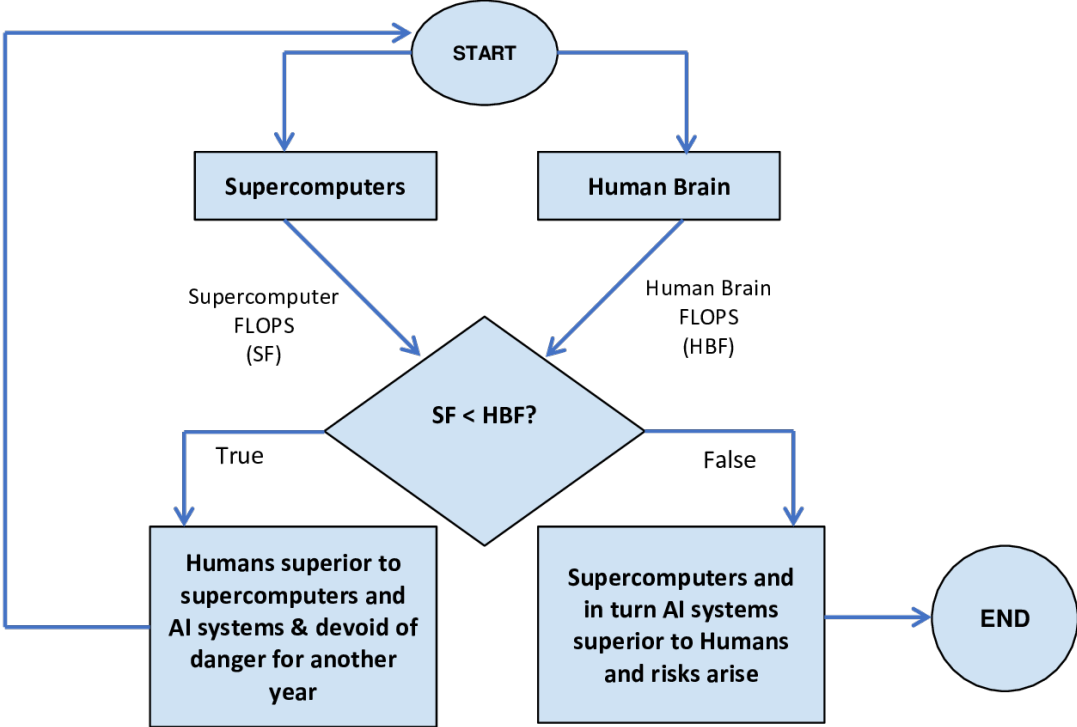 START
Supercomputers
Human Brain
Supercomputer
FLOPS
(SF)
Human Brain
FLOPS
(HBF)
SF < HBF?
True
False
Humans superior to
supercomputers and
AI systems & devoid of
danger for another
year
Supercomputers and
in turn AI systems
superior to Humans
and risks arise
END